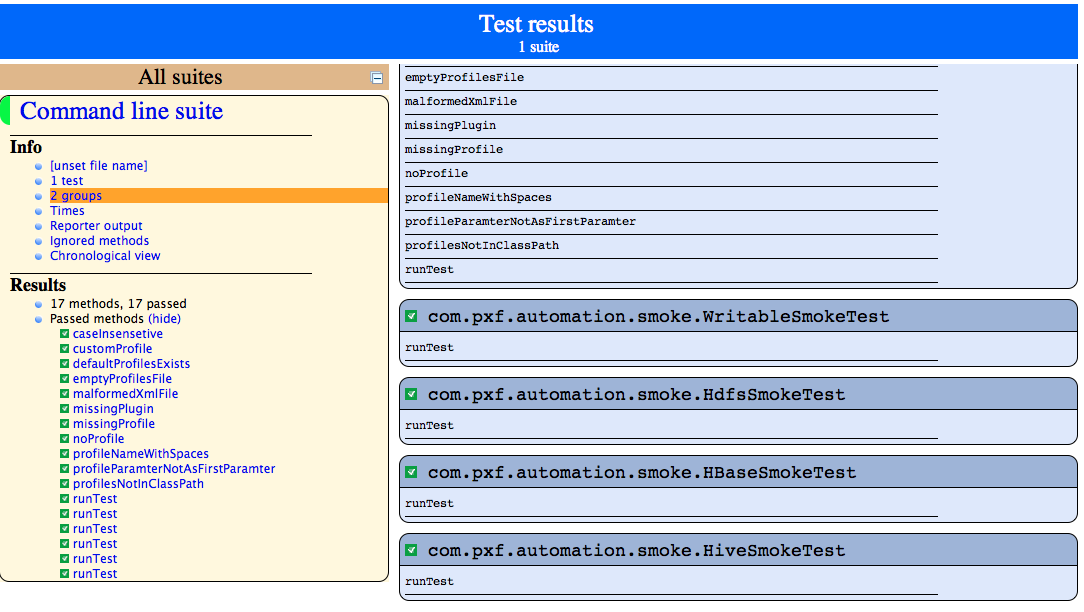 Test results
1 suite
All suites
Command line suite
Info
[unset file name]
1 test
2 groups
Times
Reporter output
Ignored methods
Chronological view
Results
17 methods, 17 passed
Passed methods (hide)
caseInsensetive
customProfile
defaultProfilesExists
emptyProfilesFile
malformedXmlFile
missingPlugin
missingProfile
noProfile
profileNameWithSpaces
profileParamterNotAsFirstParamter
profilesNotInClassPath
runTest
runTest
runTest
runTest
runTest
runTest
emptyProfilesFile
malformedXmlFile
missingPlugin
missingProfile
noProfile
profileNameWithSpaces
profileParamterNotAsFirstParamter
profilesNotInClassPath
runTest
com.pxf.automation.smoke.WritableSmokeTest
runTest
com.pxf.automation.smoke.HdfsSmokeTest
runTest
com.pxf.automation.smoke.HBaseSmokeTest
runTest
com.pxf.automation.smoke.HiveSmokeTest
runTest